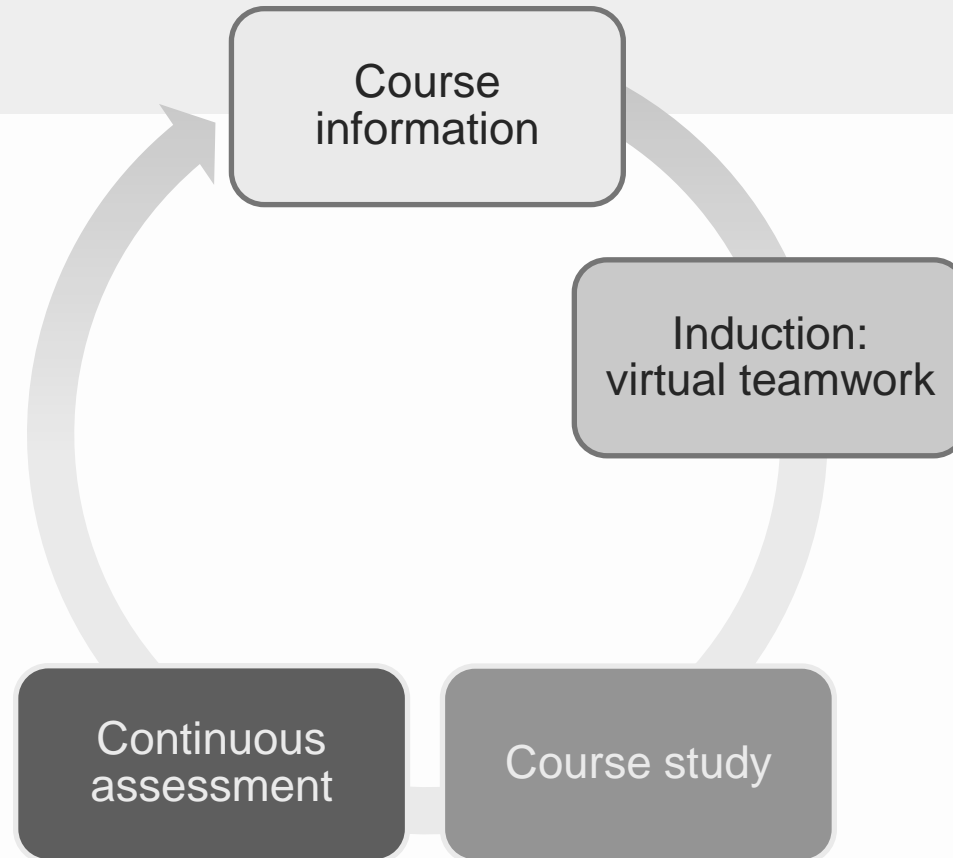 Course
information
Induction:
virtual teamwork
Course study
Continuous
assessment